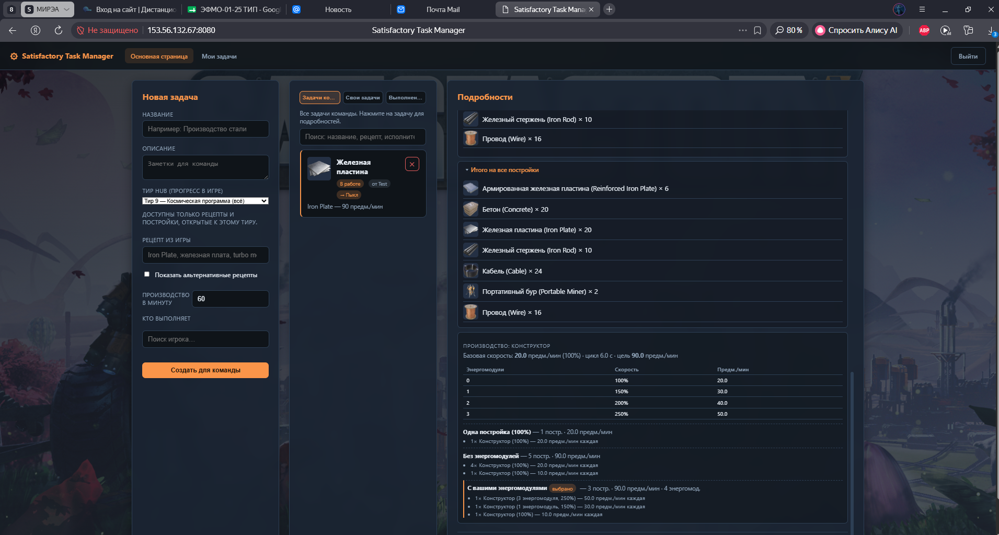 8
5 МИРЭА
Вход на сайт | Дистанцио
ЭФМО-01-25 ТИП - Goog
Новость
Почта Mail
Satisfactory Task Mana
Не защищено
153.56.132.67:8080
Satisfactory Task Manager
80 %
Спросить Алису AI
ABP
3
Satisfactory Task Manager
Основная страница
Мои задачи
Выйти
Новая задача
НАЗВАНИЕ
Например: Производство стали
ОПИСАНИЕ
Заметки для команды
ТИР HUB (ПРОГРЕСС В ИГРЕ)
Тир 9 — Космическая программа (всё)
ДОСТУПНЫ ТОЛЬКО РЕЦЕПТЫ И
ПОСТРОЙКИ, ОТКРЫТЫЕ К ЭТОМУ ТИРУ.
РЕЦЕПТ ИЗ ИГРЫ
Iron Plate, железная плата, turbo m
Показать альтернативные рецепты
ПРОИЗВОДСТВО
В МИНУТУ
60
КТО ВЫПОЛНЯЕТ
Поиск игрока...
Создать для команды
Задачи ко...
Свои задачи
Выполнен...
Все задачи команды. Нажмите на задачу для
подробностей.
Поиск: название, рецепт, исполните
Железная
пластина
В работе
от Test
→ Пыкл
Iron Plate — 90 предм./мин
Подробности
Железный стержень (Iron Rod) × 10
Провод (Wire) × 16
Итого на все постройки
Армированная железная пластина (Reinforced Iron Plate) × 6
Бетон (Concrete) × 20
Железная пластина (Iron Plate) × 20
Железный стержень (Iron Rod) × 10
Кабель (Cable) × 24
Портативный бур (Portable Miner) × 2
Провод (Wire) × 16
ПРОИЗВОДСТВО: КОНСТРУКТОР
Базовая скорость: 20.0 предм./мин (100%) · цикл 6.0 с · цель 90.0 предм./мин
Энергомодули Скорость Предм./мин
0 100% 20.0
1 150% 30.0
2 200% 40.0
3 250% 50.0
Одна постройка (100%) — 1 постр. · 20.0 предм./мин
1× Конструктор (100%) — 20.0 предм./мин каждая
Без энергомодулей — 5 постр. · 90.0 предм./мин
4× Конструктор (100%) — 20.0 предм./мин каждая
1× Конструктор (100%) — 10.0 предм./мин каждая
С вашими энергомодулями выбрано — 3 постр. · 90.0 предм./мин · 4 энергомод.
1× Конструктор (3 энергомодуля, 250%) — 50.0 предм./мин каждая
1× Конструктор (1 энергомодуль, 150%) — 30.0 предм./мин каждая
1× Конструктор (100%) — 10.0 предм./мин каждая